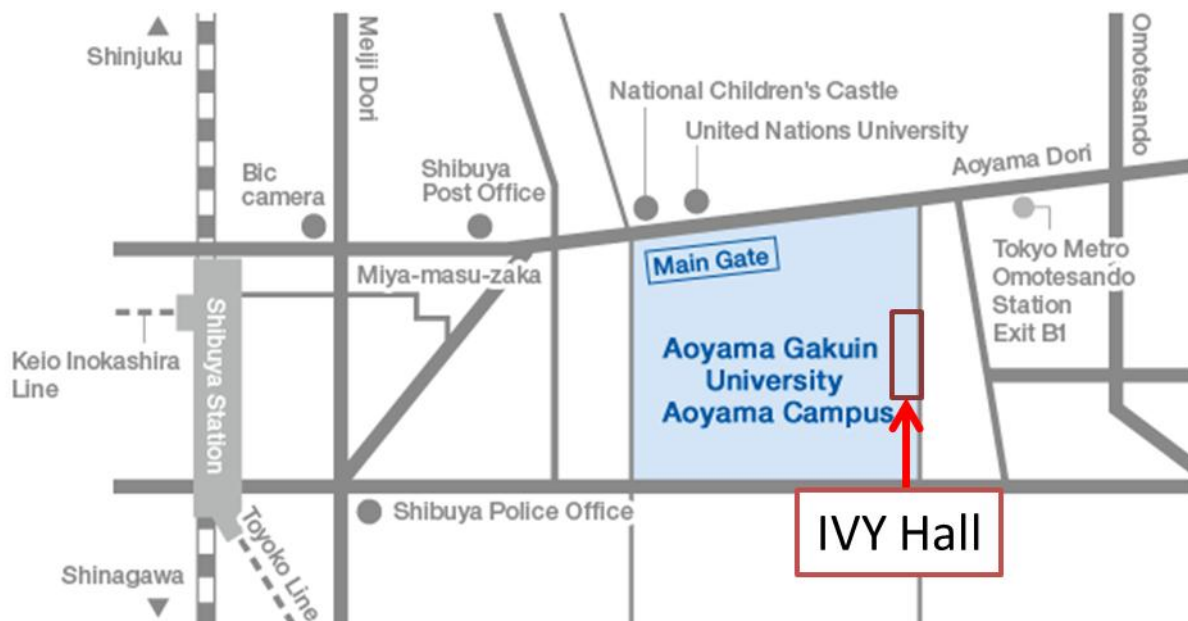 Shinjuku
Meiji Dori
Omotesando
National Children's Castle
United Nations University
Aoyama Dori
Bic
camera
Shibuya
Post Office
Main Gate
Miya-masu-zaka
Tokyo Metro
Omotesando
Station
Exit B1
Keio Inokashira
Line
Shibuya Station
Aoyama Gakuin
University
Aoyama Campus
Shibuya Police Office
IVY Hall
Toyoko Line
Shinagawa